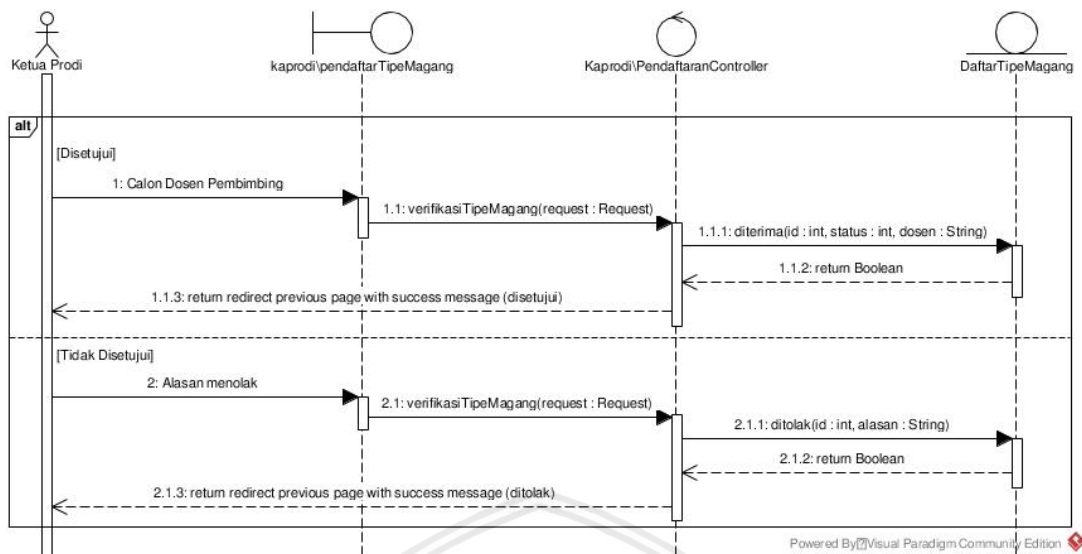 Ketua Prodi
kaprodi\pendaftarTipeMagang
Kaprodi\PendaftaranController
DaftarTipeMagang
alt
[Disetujui]
1: Calon Dosen Pembimbing
1.1: verifikasiTipeMagang(request : Request)
1.1.1: diterima(id : int, status : int, dosen : String)
1.1.2: return Boolean
1.1.3: return redirect previous page with success message (disetujui)
[Tidak Disetujui]
2: Alasan menolak
2.1: verifikasiTipeMagang(request : Request)
2.1.1: ditolak(id : int, alasan : String)
2.1.2: return Boolean
2.1.3: return redirect previous page with success message (ditolak)
Powered By⍰Visual Paradigm Community Edition